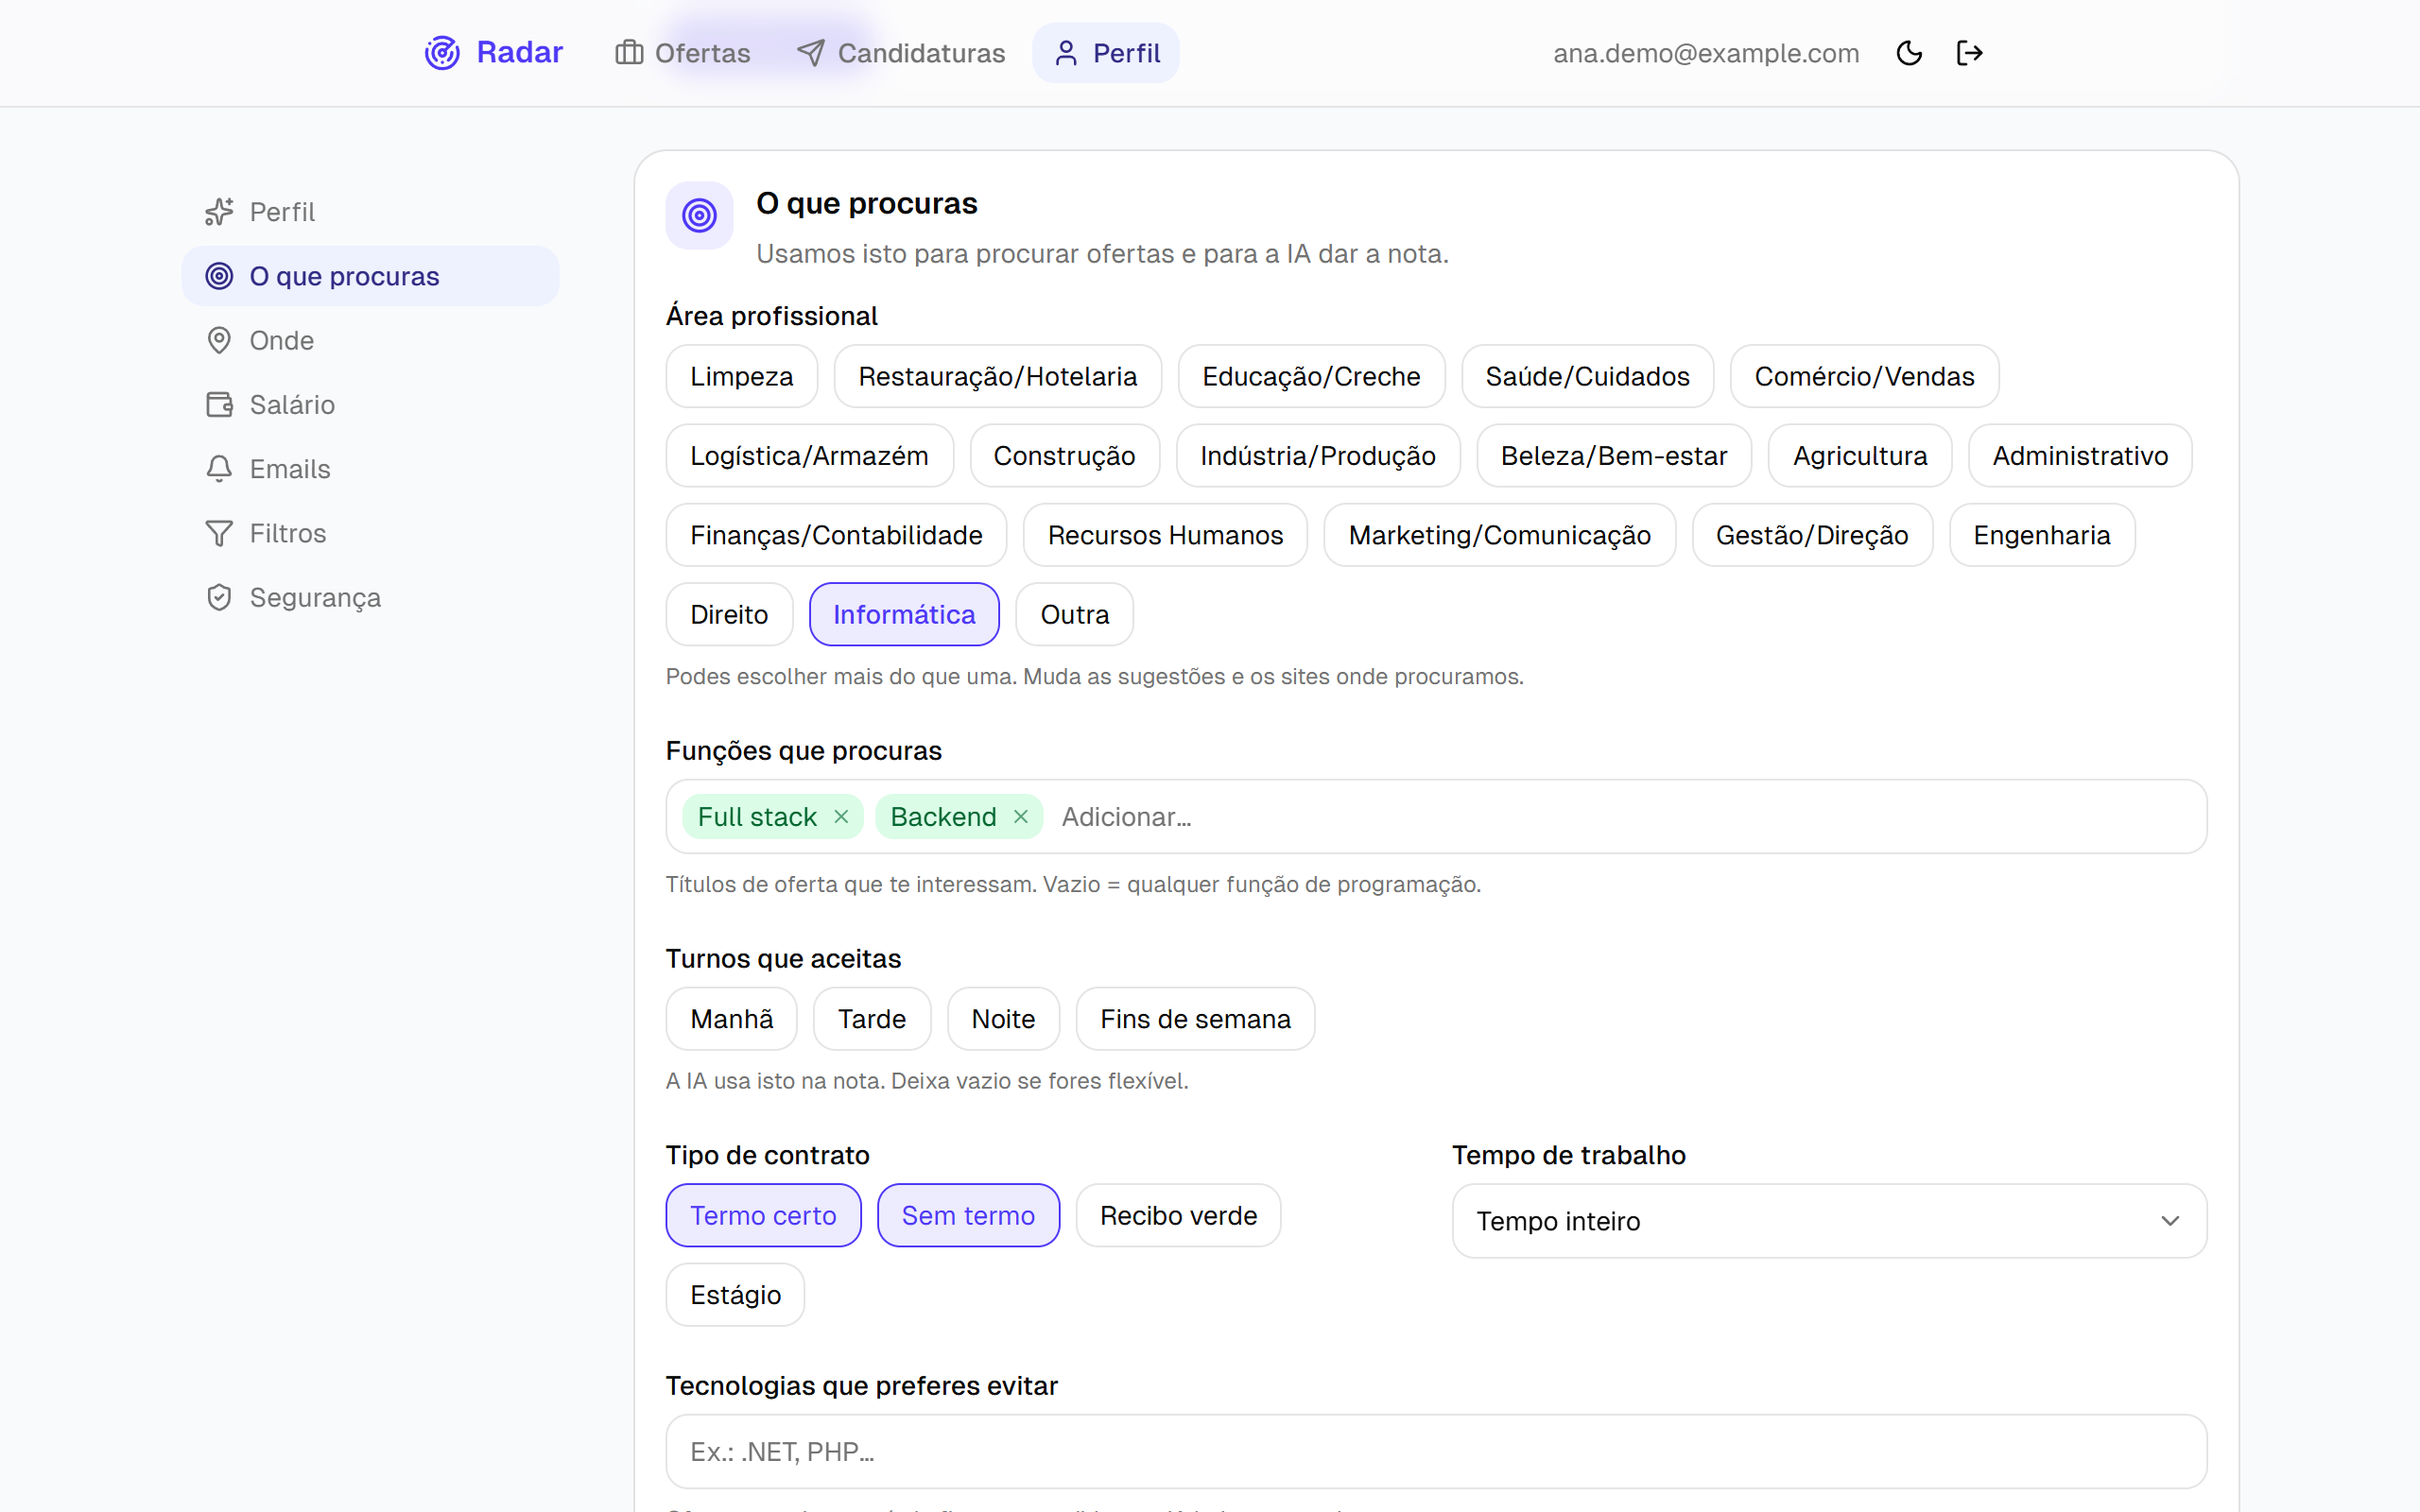 Radar
Ofertas
Candidaturas
Perfil
ana.demo@example.com
Perfil
O que procuras
Onde
Salário
Emails
Filtros
Segurança
O que procuras
Usamos isto para procurar ofertas e para a IA dar a nota.
Área profissional
Limpeza Restauração/Hotelaria Educação/Creche Saúde/Cuidados Comércio/Vendas
Logística/Armazém Construção Indústria/Produção Beleza/Bem-estar Agricultura Administrativo
Finanças/Contabilidade Recursos Humanos Marketing/Comunicação Gestão/Direção Engenharia
Direito Informática Outra
Podes escolher mais do que uma. Muda as sugestões e os sites onde procuramos.
Funções que procuras
Full stack Backend Adicionar...
Títulos de oferta que te interessam. Vazio = qualquer função de programação.
Turnos que aceitas
Manhã Tarde Noite Fins de semana
A IA usa isto na nota. Deixa vazio se fores flexível.
Tipo de contrato
Termo certo Sem termo Recibo verde
Estágio
Tempo de trabalho
Tempo inteiro
Tecnologias que preferes evitar
Ex.: .NET, PHP...